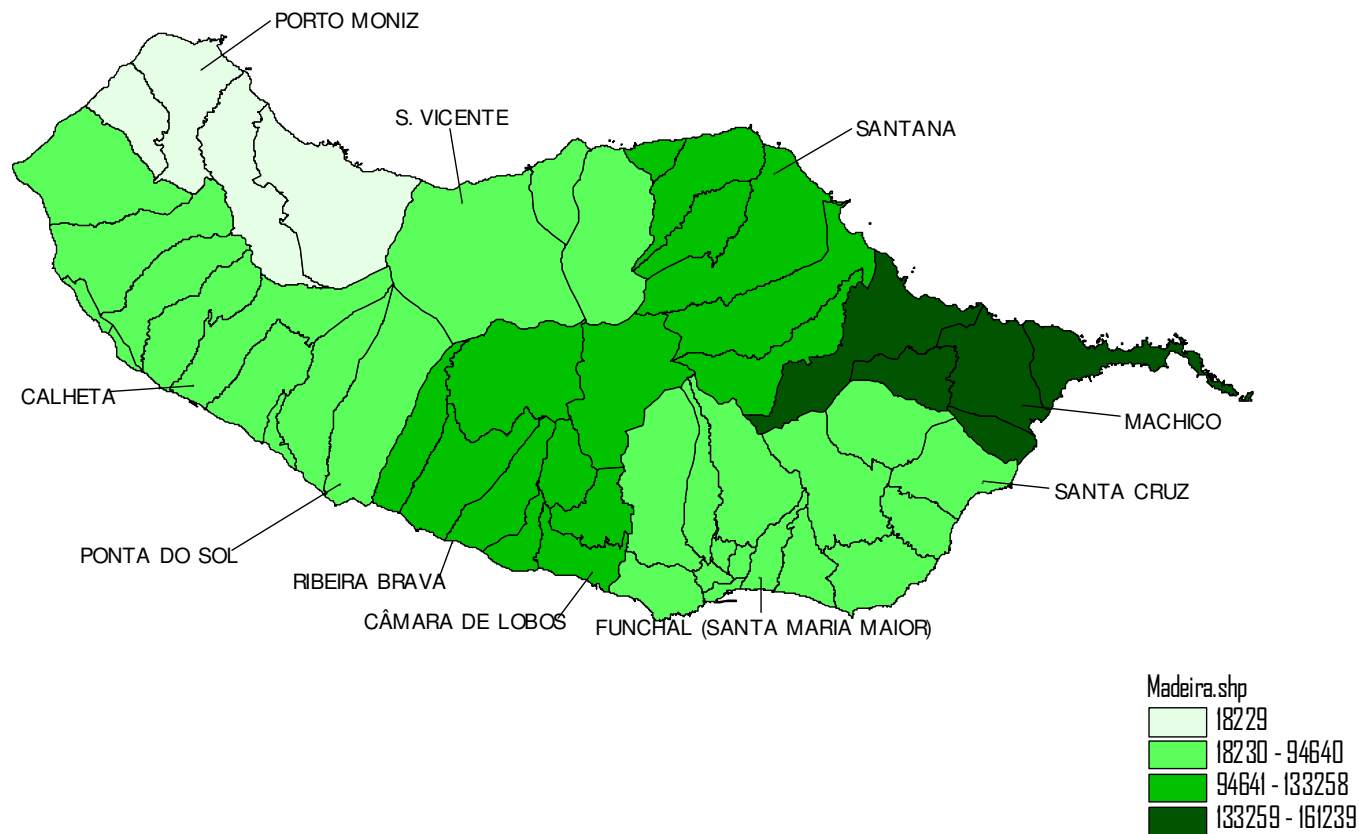 PORTO MONIZ
S. VICENTE
SANTANA
CALHETA
MACHICO
SANTA CRUZ
PONTA DO SOL
RIBEIRA BRAVA
CÂMARA DE LOBOS
FUNCHAL (SANTA MARIA MAIOR)
Madeira.shp
18229
18230 - 94640
94641 - 133258
133259 - 161239